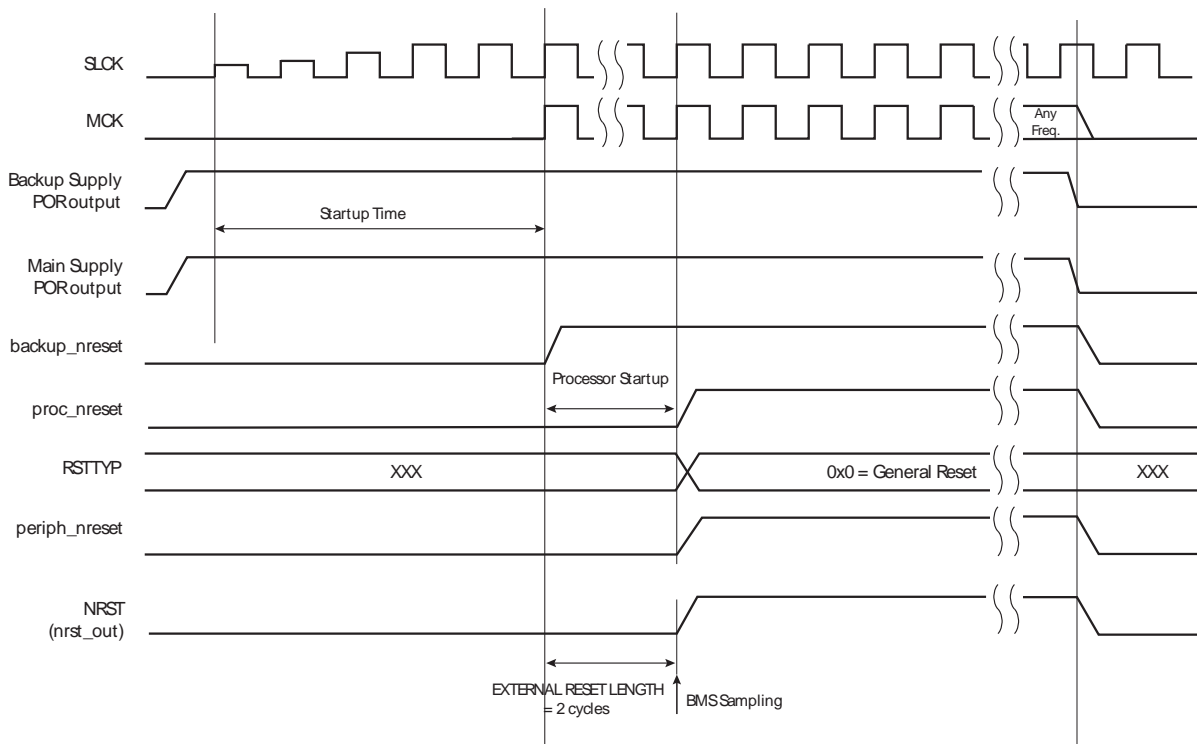 SLCK
MCK
Any
Freq.
Backup Supply
POR output
Startup Time
Main Supply
POR output
backup_nreset
Processor Startup
proc_nreset
RSTTYP
XXX
0x0 = General Reset
XXX
periph_nreset
NRST
(nrst_out)
EXTERNAL RESET LENGTH
= 2 cycles
BMS Sampling